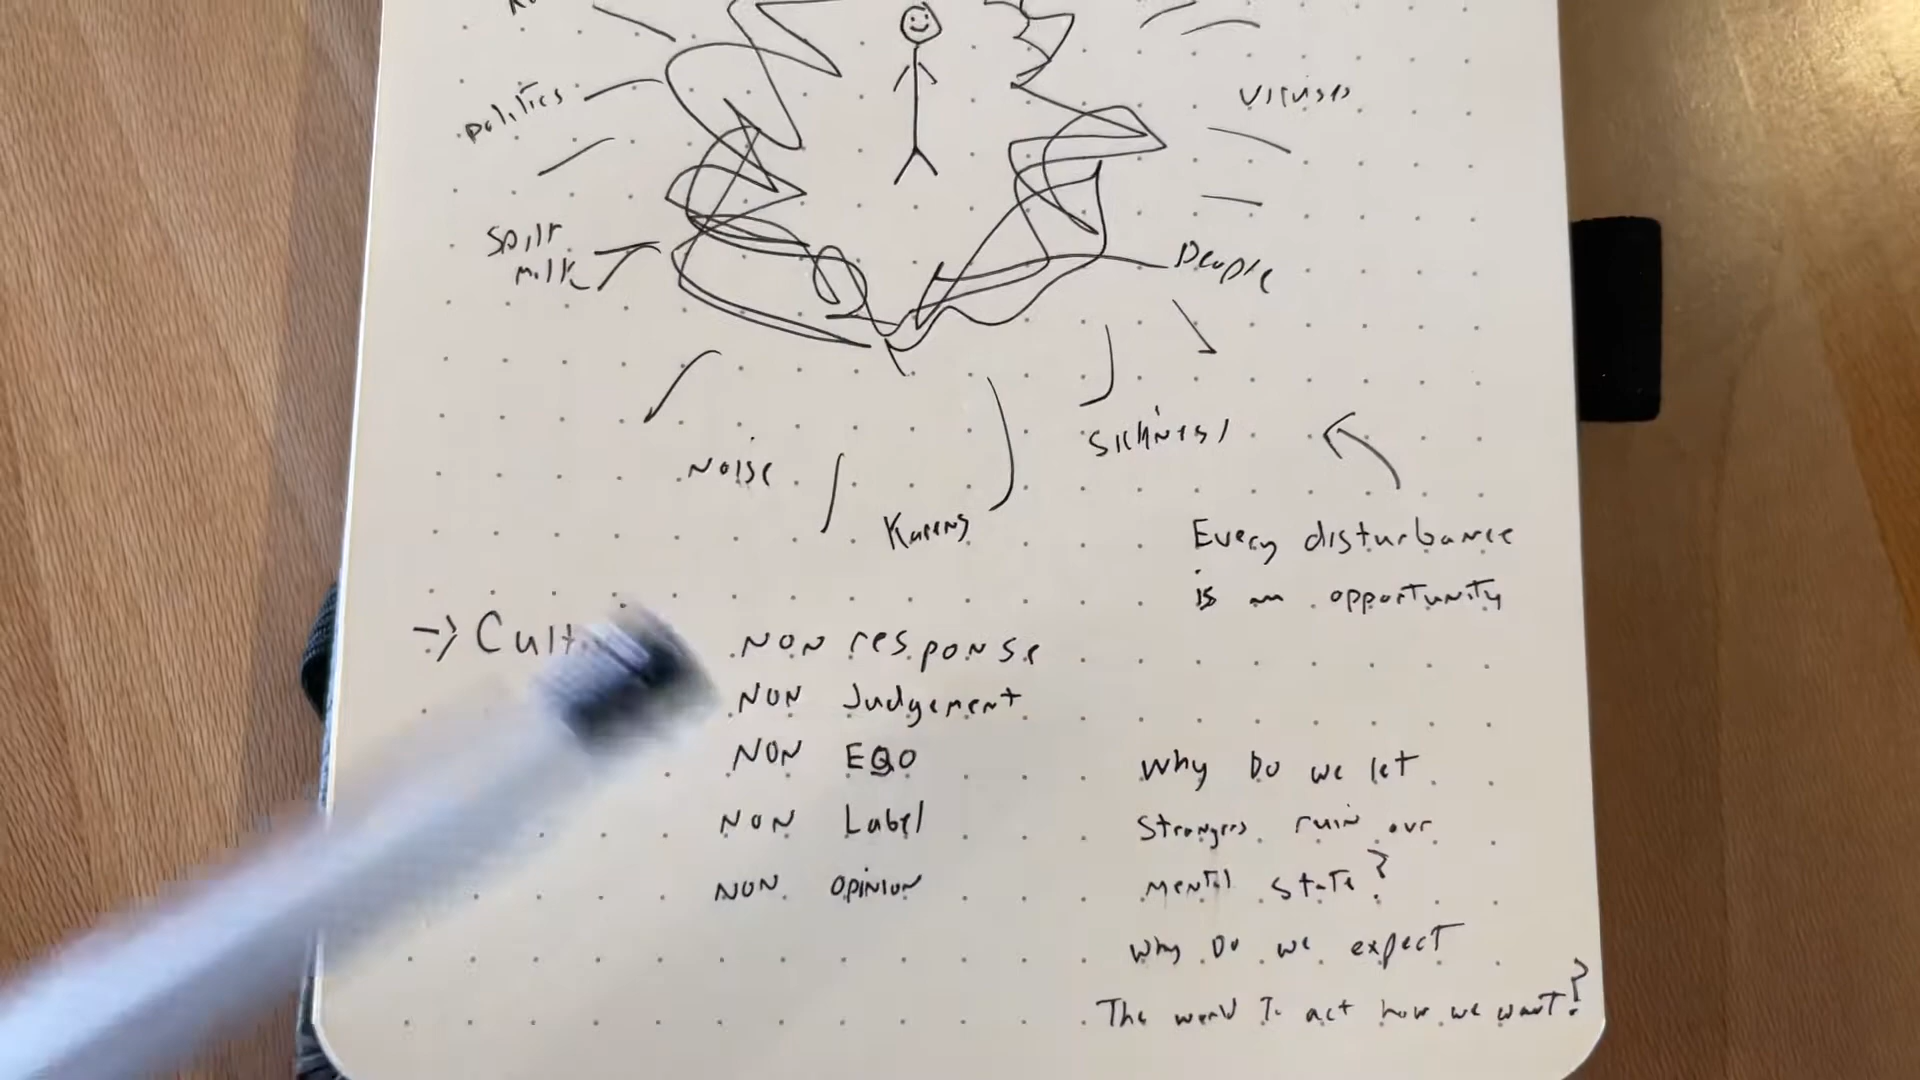 politics
viruses
spilt
milk
people
sickness
noise
Karens
Every disturbance
is an opportunity
-> Cult
NON response
NON Judgement
NON EGO
NON Label
NON opinion
Why Do we let
Strangers ruin our
mental state?
Why Do we expect
The world To act how we want?